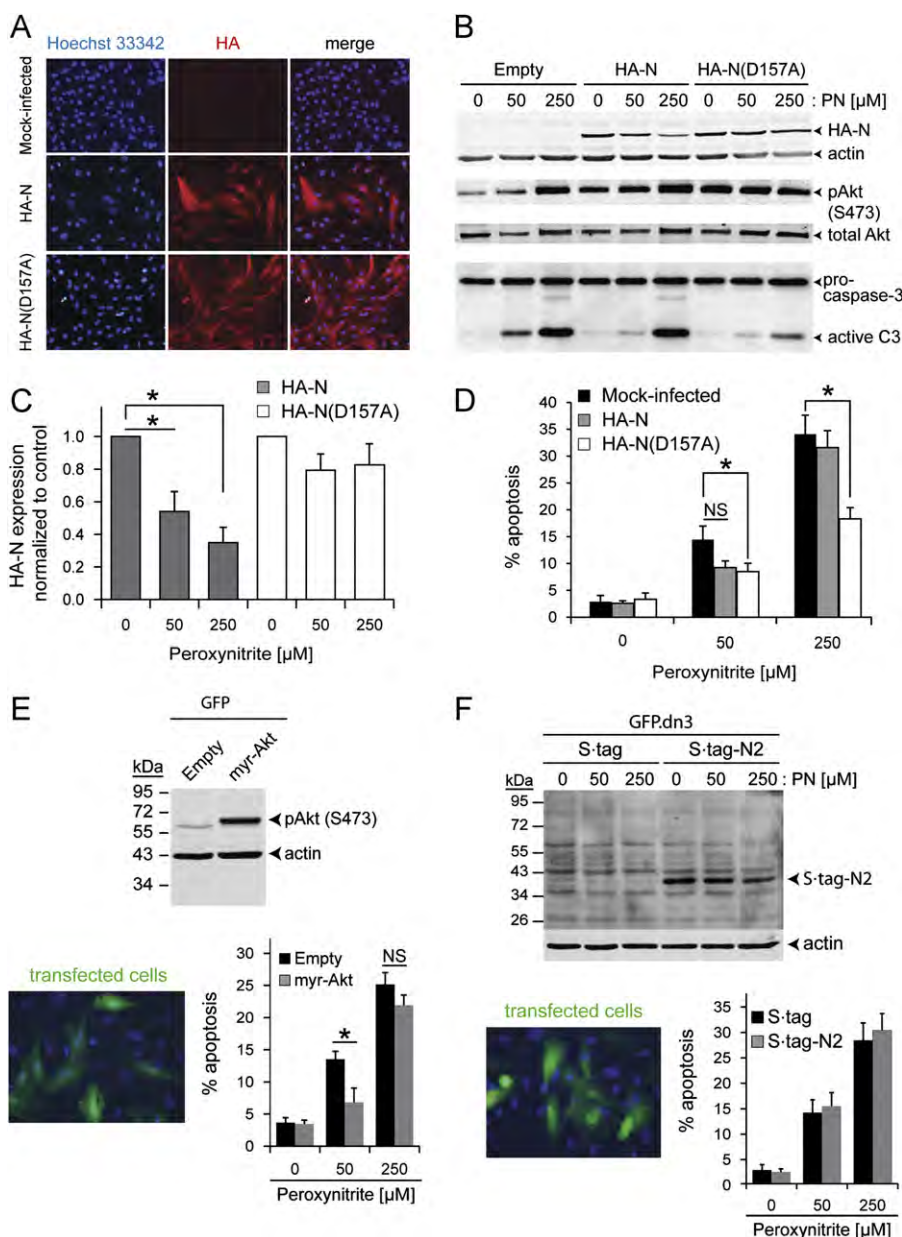 A
Hoechst 33342 HA merge
Mock-infected
HA-N
HA-N(D157A)
B
Empty HA-N HA-N(D157A)
0 50 250 0 50 250 0 50 250 : PN [µM]
HA-N
actin
pAkt
(S473)
total Akt
pro-
caspase-3
active C3
C
HA-N
HA-N(D157A)
* *
HA-N expression
normalized to control
1.0
0.8
0.6
0.4
0.2
0.0
0 50 250 0 50 250
Peroxynitrite [µM]
D
Mock-infected
HA-N
HA-N(D157A)
*
*
NS
% apoptosis
40
35
30
25
20
15
10
5
0
0 50 250
Peroxynitrite [µM]
E
GFP
Empty myr-Akt
kDa
95
72
55
43
34
pAkt (S473)
actin
transfected cells
Empty
myr-Akt
NS
*
% apoptosis
30
25
20
15
10
5
0
0 50 250
Peroxynitrite [µM]
F
GFP.dn3
S·tag S·tag-N2
0 50 250 0 50 250 : PN [µM]
kDa
95
72
55
43
34
26
S·tag-N2
actin
transfected cells
S·tag
S·tag-N2
% apoptosis
35
30
25
20
15
10
5
0
0 50 250
Peroxynitrite [µM]